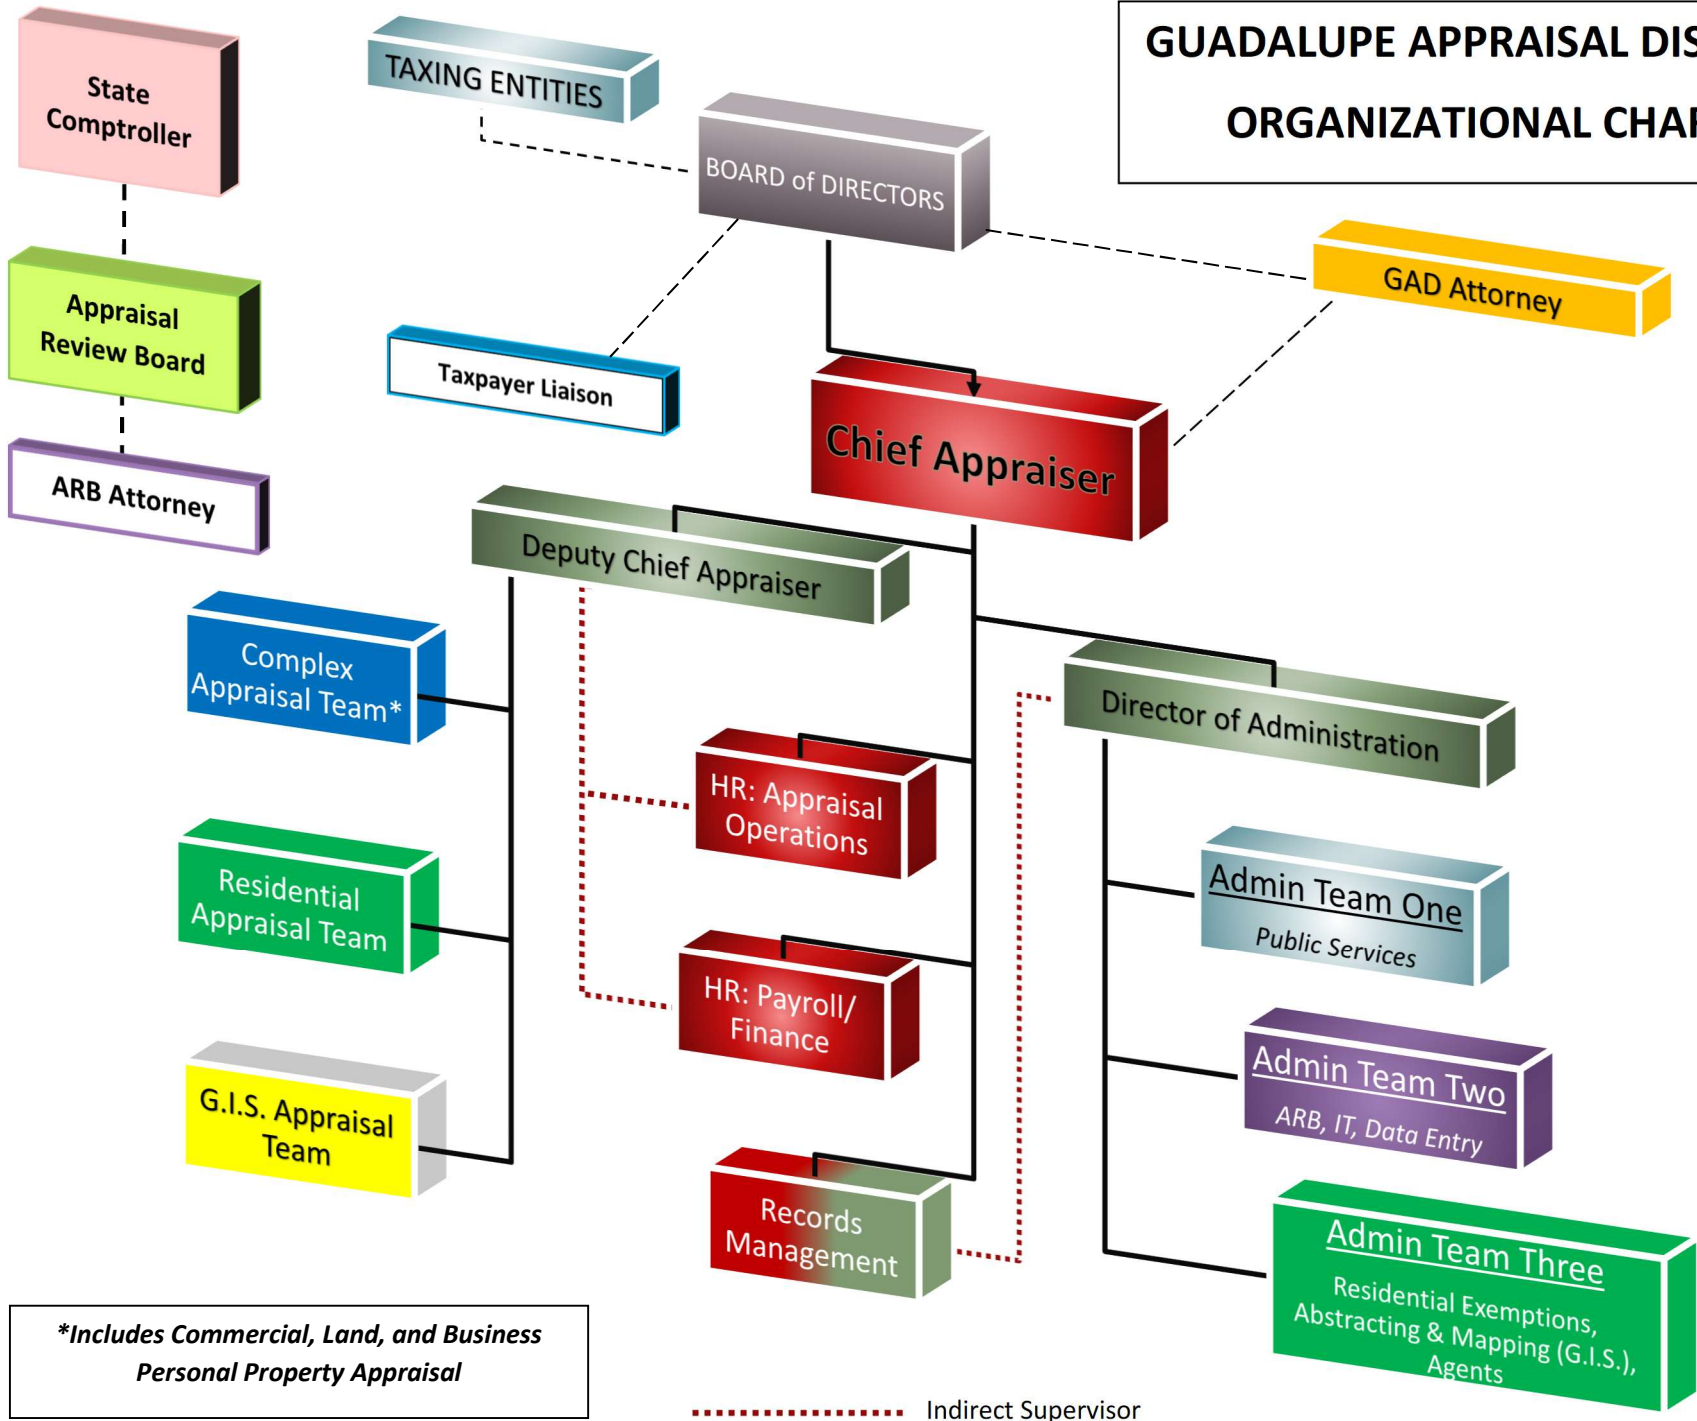 GUADALUPE APPRAISAL
ORGANIZATIONAL
State
Comptroller
TAXING ENTITIES
BOARD of DIRECTORS
GAD Attorney
Appraisal
Review Board
Taxpayer Liaison
Chief Appraiser
ARB Attorney
Deputy Chief Appraiser
Complex
Appraisal Team*
Director of Administration
HR: Appraisal
Operations
Residential
Appraisal Team
Admin Team One
Public Services
HR: Payroll/
Finance
G.I.S. Appraisal
Team
Admin Team Two
ARB, IT, Data Entry
Records
Management
Admin Team Three
Residential Exemptions,
Abstracting & Mapping (G.I.S.),
Agents
*Includes Commercial, Land, and Business
Personal Property Appraisal
Indirect Supervisor